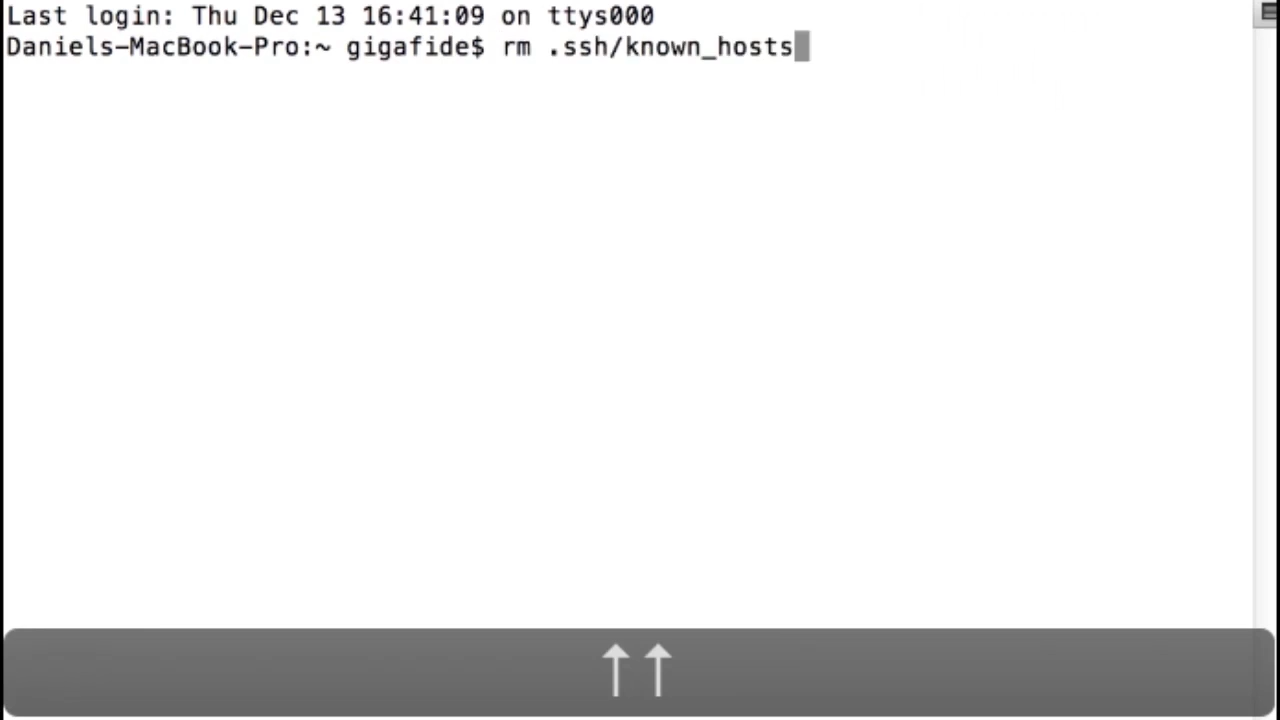 Last login: Thu Dec 13 16:41:09 on ttys000
Daniels-MacBook-Pro:~ gigafide$ rm .ssh/known_hosts
↑↑